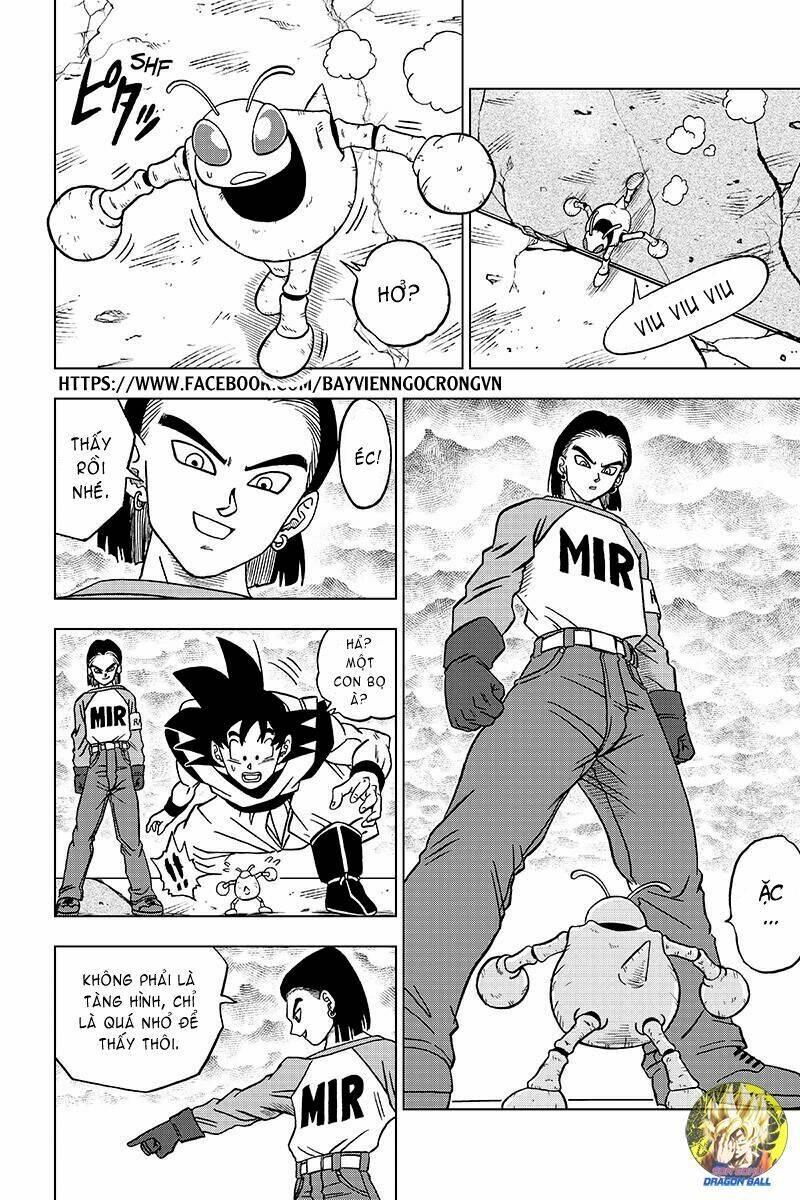 VIU VIU VIU
ピタッ
SHF
HỞ?
HTTPS://WWW.FACEBOOK.COM/BAYVIENNGOCRONGVN
MIR
ẶC
...
ÉC!
THẤY
RỒI
NHÉ.
HẢ?
MỘT
CON BỌ
À?
MIR
!!
KHÔNG PHẢI LÀ
TÀNG HÌNH, CHỈ
LÀ QUÁ NHỎ ĐỂ
THẤY THÔI.
MIR
DRAGON BALL